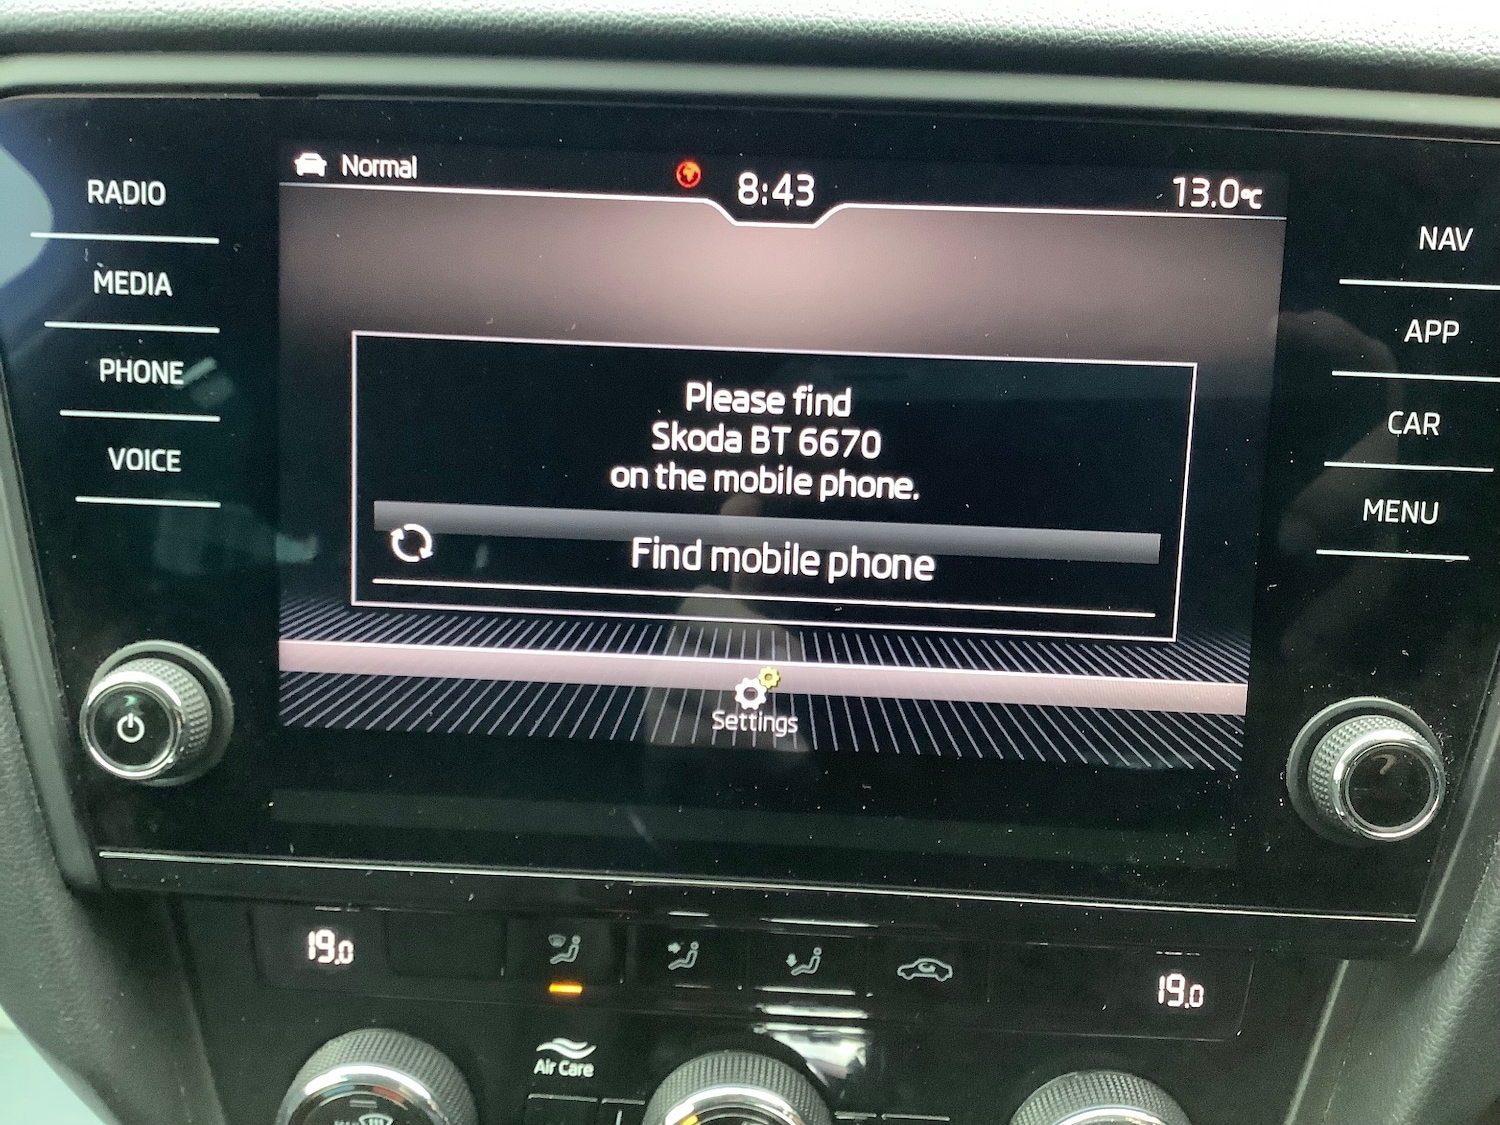 Normal
8:43
13.0°C
RADIO
MEDIA
PHONE
VOICE
NAV
APP
CAR
MENU
Please find
Skoda BT 6670
on the mobile phone.
Find mobile phone
Settings
19.0
19.0
Air Care